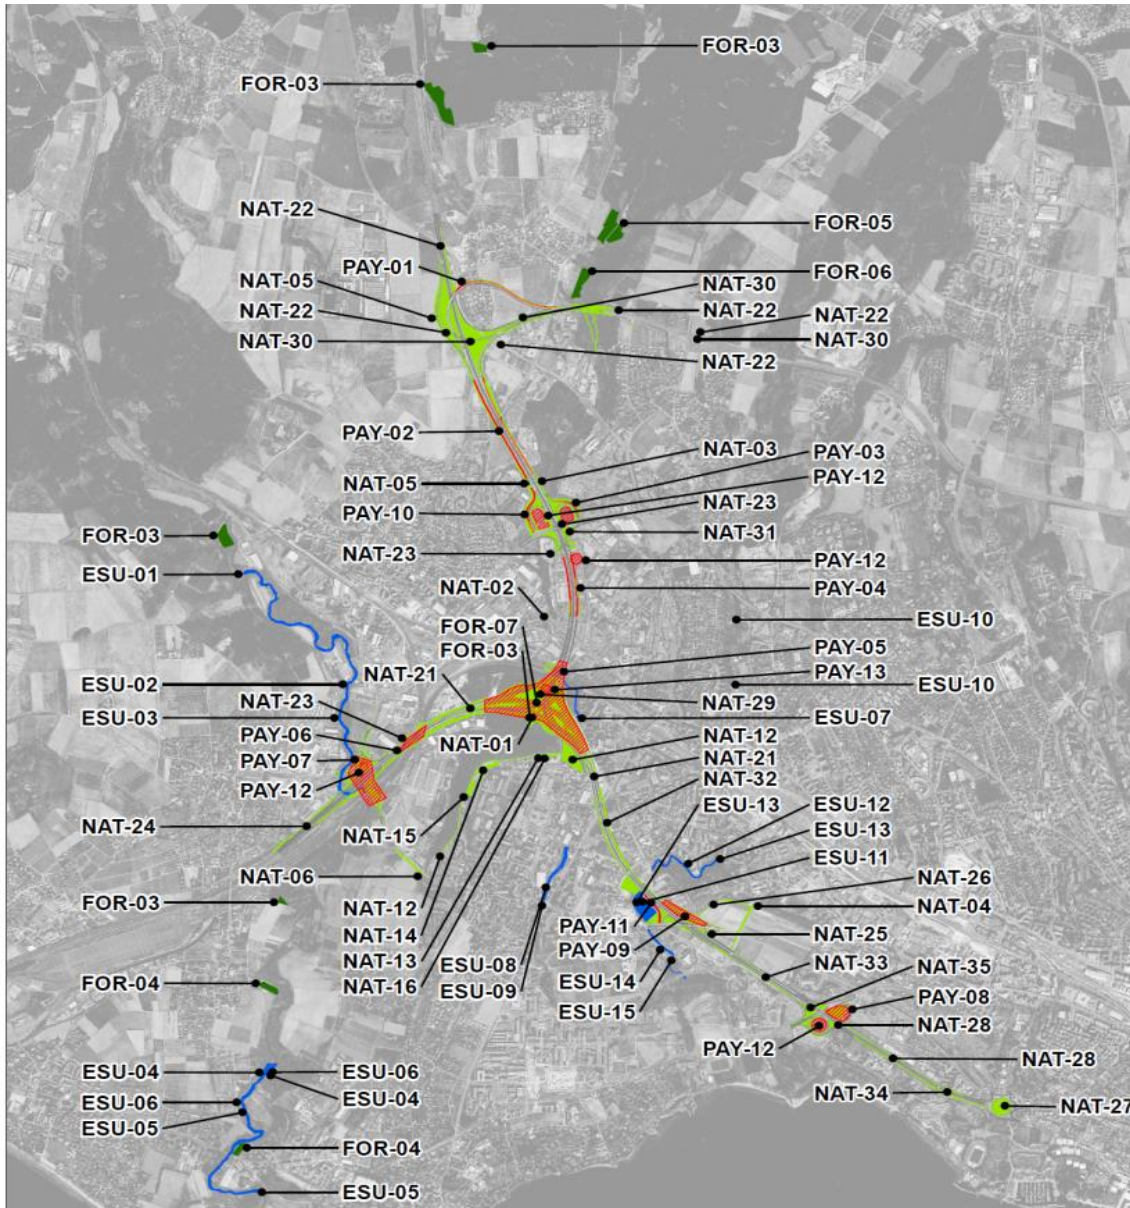 FOR-03
FOR-03
NAT-22
FOR-05
PAY-01
FOR-06
NAT-05
NAT-30
NAT-22
NAT-22
NAT-22
NAT-30
NAT-30
NAT-22
PAY-02
NAT-03
PAY-03
NAT-05
PAY-12
PAY-10
NAT-23
NAT-31
FOR-03
NAT-23
PAY-12
ESU-01
PAY-04
NAT-02
FOR-07
ESU-10
FOR-03
PAY-05
NAT-21
PAY-13
ESU-02
ESU-10
NAT-23
NAT-29
ESU-03
ESU-07
PAY-06
NAT-01
NAT-12
PAY-07
NAT-21
PAY-12
NAT-32
ESU-13
ESU-12
NAT-24
NAT-15
ESU-13
ESU-11
NAT-06
NAT-26
FOR-03
NAT-12
NAT-04
PAY-11
NAT-14
NAT-25
PAY-09
NAT-13
ESU-08
NAT-33
NAT-35
FOR-04
NAT-16
ESU-09
ESU-14
PAY-08
ESU-15
NAT-28
PAY-12
NAT-28
ESU-04
ESU-06
NAT-34
ESU-06
ESU-04
NAT-27
ESU-05
FOR-04
ESU-05